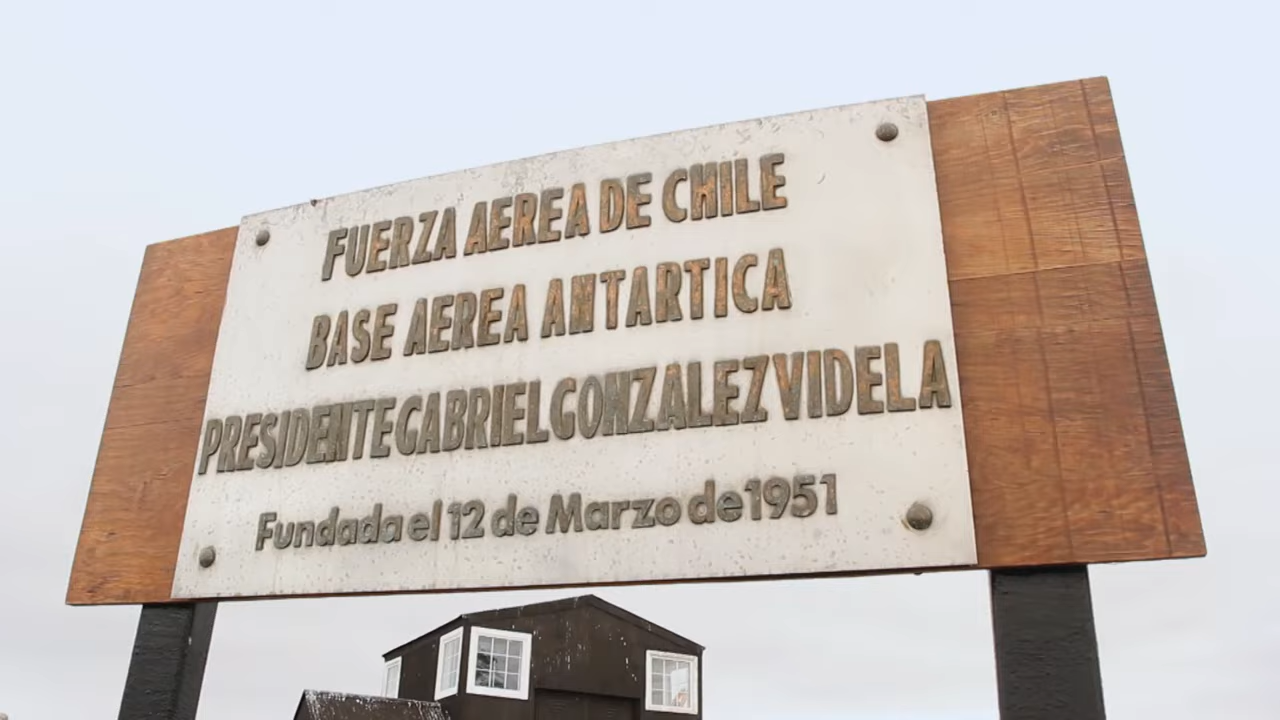 FUERZA AEREA DE CHILE
BASE AEREA ANTARTICA
PRESIDENTE GABRIEL GONZALEZ VIDELA
Fundada el 12 de Marzo de 1951